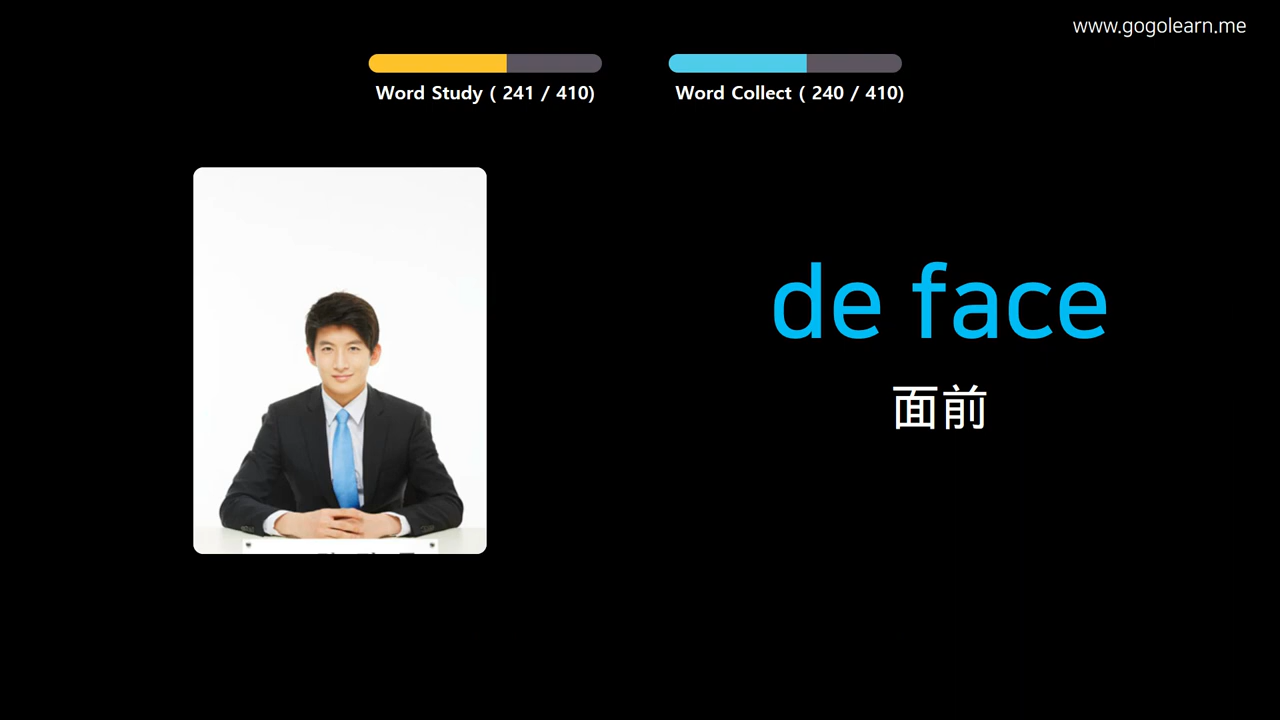 www.gogolearn.me
Word Study ( 241 / 410)
Word Collect ( 240 / 410)
de face
面前